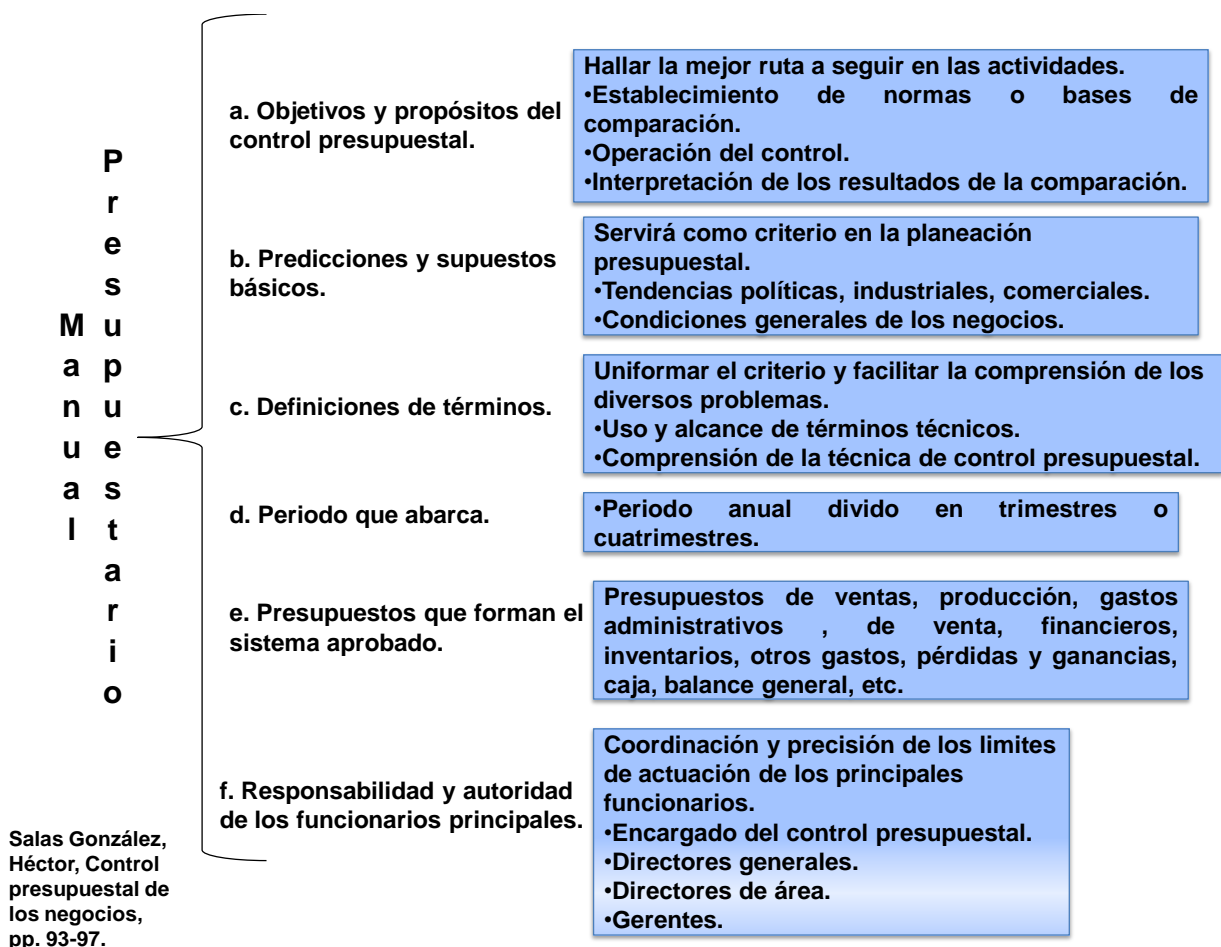 Manual
Presupuestario
a. Objetivos y propósitos del
control presupuestal.
Hallar la mejor ruta a seguir en las actividades.
•Establecimiento de normas o bases de
comparación.
•Operación del control.
•Interpretación de los resultados de la comparación.
b. Predicciones y supuestos
básicos.
Servirá como criterio en la planeación
presupuestal.
•Tendencias políticas, industriales, comerciales.
•Condiciones generales de los negocios.
c. Definiciones de términos.
Uniformar el criterio y facilitar la comprensión de los
diversos problemas.
•Uso y alcance de términos técnicos.
•Comprensión de la técnica de control presupuestal.
d. Periodo que abarca.
•Periodo anual divido en trimestres o
cuatrimestres.
e. Presupuestos que forman el
sistema aprobado.
Presupuestos de ventas, producción, gastos
administrativos , de venta, financieros,
inventarios, otros gastos, pérdidas y ganancias,
caja, balance general, etc.
f. Responsabilidad y autoridad
de los funcionarios principales.
Coordinación y precisión de los limites
de actuación de los principales
funcionarios.
•Encargado del control presupuestal.
•Directores generales.
•Directores de área.
•Gerentes.
Salas González,
Héctor, Control
presupuestal de
los negocios,
pp. 93-97.